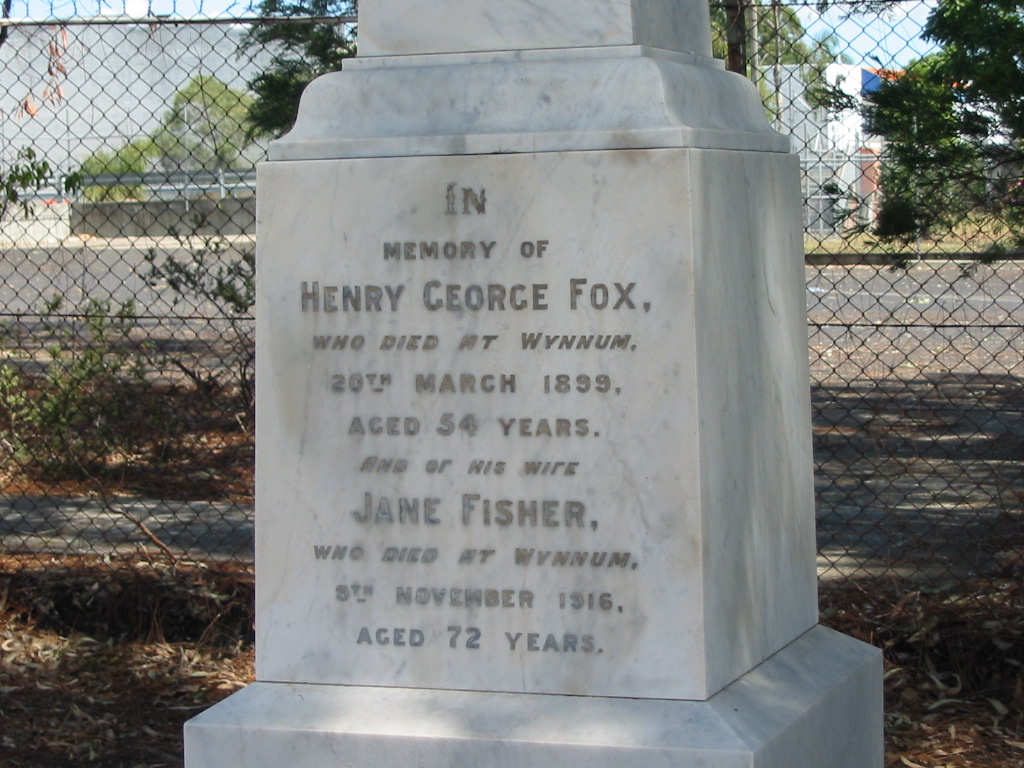 IN
MEMORY OF
HENRY GEORGE FOX,
WHO DIED AT WYNNUM,
20TH MARCH 1899,
AGED 54 YEARS.
AND OF HIS WIFE
JANE FISHER,
WHO DIED AT WYNNUM,
9TH NOVEMBER 1916,
AGED 72 YEARS.